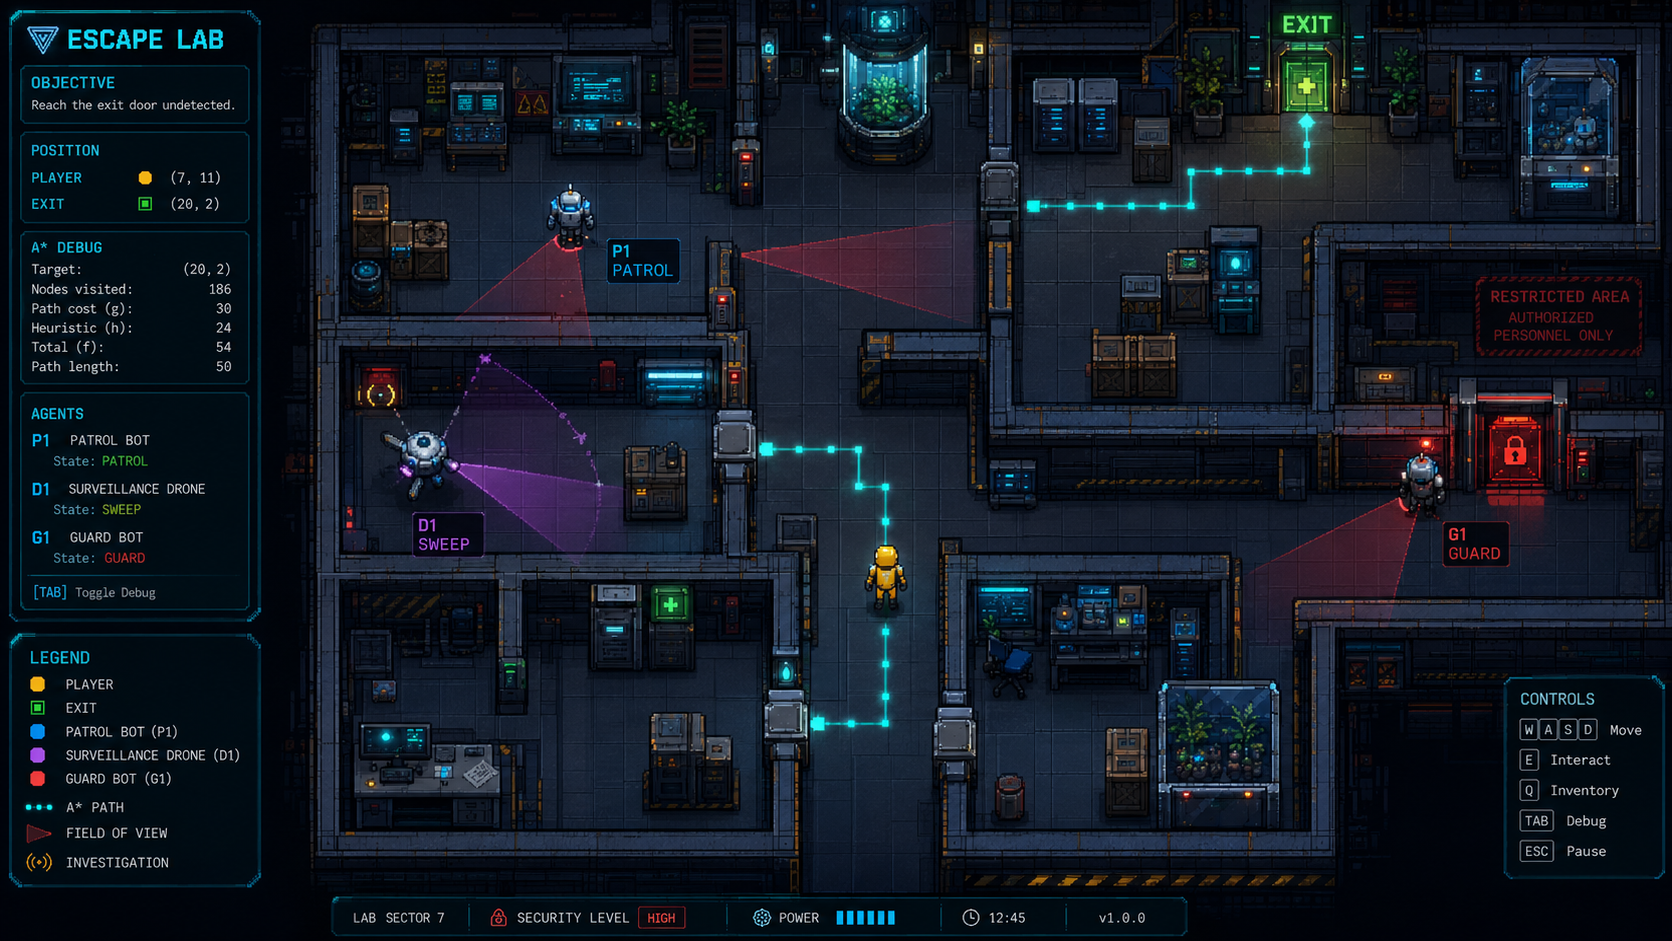 ESCAPE LAB
OBJECTIVE
Reach the exit door undetected.
POSITION
PLAYER (7, 11)
EXIT (20, 2)
A* DEBUG
Target: (20, 2)
Nodes visited: 186
Path cost (g): 30
Heuristic (h): 24
Total (f): 54
Path length: 50
AGENTS
P1 PATROL BOT
State: PATROL
D1 SURVEILLANCE DRONE
State: SWEEP
G1 GUARD BOT
State: GUARD
[TAB] Toggle Debug
LEGEND
PLAYER
EXIT
PATROL BOT (P1)
SURVEILLANCE DRONE (D1)
GUARD BOT (G1)
A* PATH
FIELD OF VIEW
INVESTIGATION
EXIT
P1
PATROL
RESTRICTED AREA
AUTHORIZED
PERSONNEL ONLY
D1
SWEEP
G1
GUARD
CONTROLS
W A S D Move
E Interact
Q Inventory
TAB Debug
ESC Pause
LAB SECTOR 7 SECURITY LEVEL HIGH POWER 12:45 v1.0.0